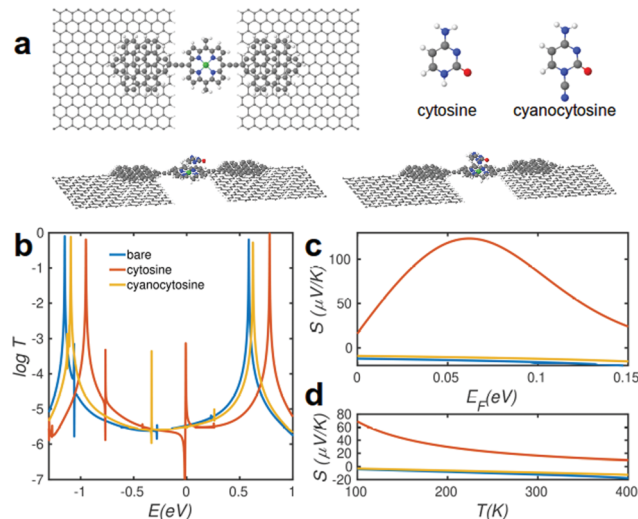 a
cytosine
cyanocytosine
b
bare
cytosine
cyanocytosine
log T
0
-1
-2
-3
-4
-5
-6
-7
-1
-0.5
0
0.5
1
E(eV)
c
S (μV/K)
100
50
0
0
0.05
0.1
0.15
E_F(eV)
d
S (μV/K)
80
60
40
20
0
-20
100
200
300
400
T(K)